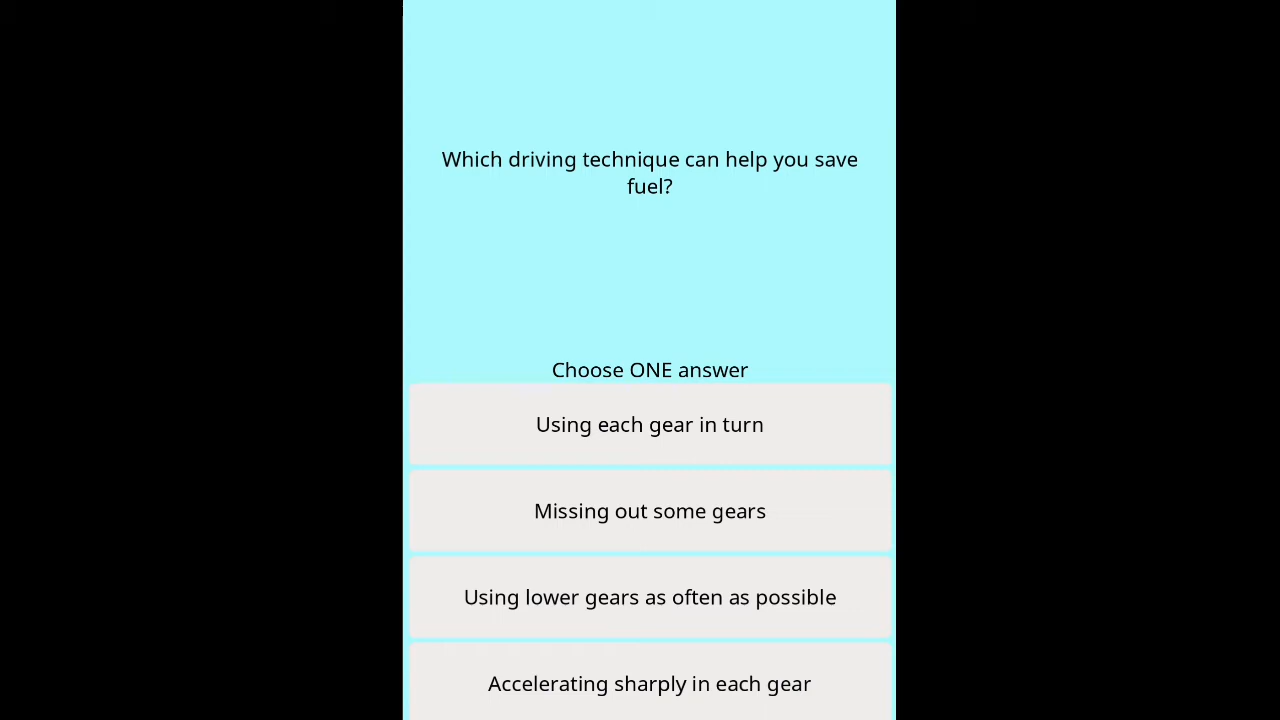 Which driving technique can help you save
fuel?
Choose ONE answer
Using each gear in turn
Missing out some gears
Using lower gears as often as possible
Accelerating sharply in each gear